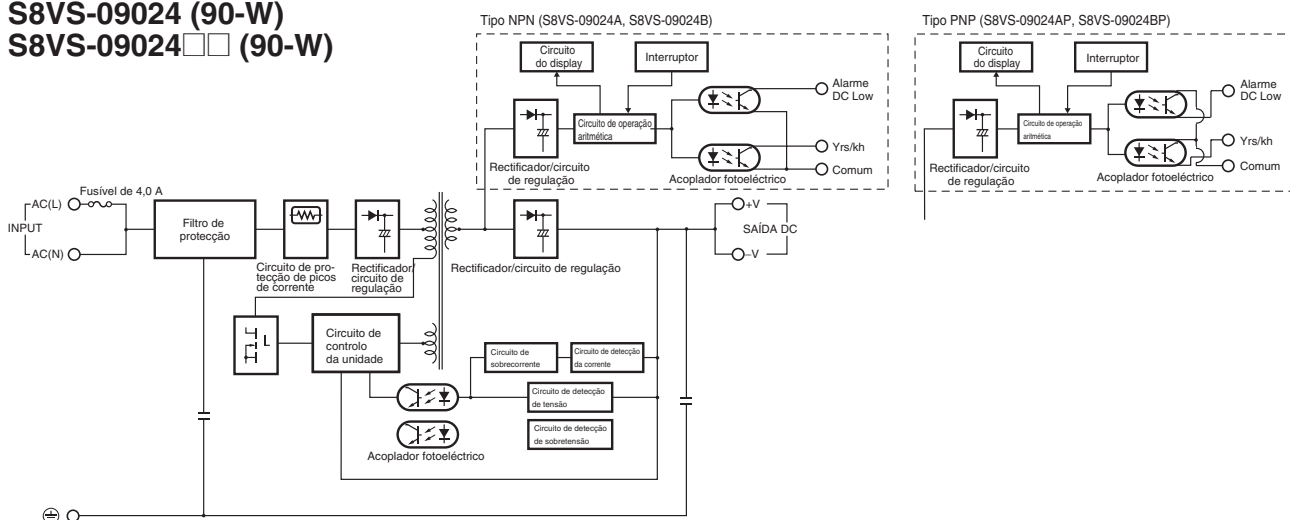 S8VS-09024 (90-W)
S8VS-09024□□ (90-W)
Tipo NPN (S8VS-09024A, S8VS-09024B)
Circuito
do display
Interruptor
Circuito de operação
aritmética
Rectificador/circuito
de regulação
Acoplador fotoeléctrico
Alarme
DC Low
Yrs/kh
Comum
Tipo PNP (S8VS-09024AP, S8VS-09024BP)
Circuito
do display
Interruptor
Circuito de operação
aritmética
Rectificador/circuito
de regulação
Acoplador fotoeléctrico
Alarme
DC Low
Yrs/kh
Comum
Fusível de 4,0 A
AC(L)
INPUT
AC(N)
Filtro de
protecção
Circuito de pro-
tecção de picos
de corrente
Rectificador/
circuito de
regulação
Rectificador/circuito de regulação
+V
SAÍDA DC
–V
Circuito de
controlo
da unidade
Circuito de
sobrecorrente
Circuito de detecção
da corrente
Circuito de detecção
de tensão
Circuito de detecção
de sobretensão
Acoplador fotoeléctrico